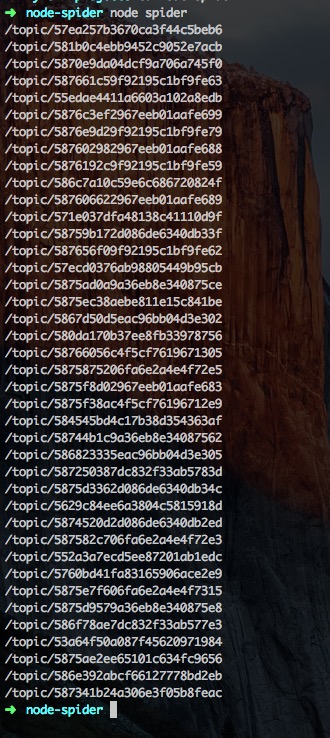 ➜ node-spider node spider
/topic/57ea257b3670ca3f44c5beb6
/topic/581b0c4ebb9452c9052e7acb
/topic/5870e9da04dcf9a706a745f0
/topic/587661c59f92195c1bf9fe63
/topic/55edae4411a6603a102a8edb
/topic/5876c3ef2967eeb01aafe699
/topic/5876e9d29f92195c1bf9fe79
/topic/587602982967eeb01aafe688
/topic/5876192c9f92195c1bf9fe59
/topic/586c7a10c59e6c686720824f
/topic/587606622967eeb01aafe689
/topic/571e037dfa48138c41110d9f
/topic/58759b172d086de6340db33f
/topic/587656f09f92195c1bf9fe62
/topic/57ecd0376ab98805449b95cb
/topic/5875ad0a9a36eb8e340875ce
/topic/5875ec38aebe811e15c841be
/topic/5867d50d5eac96bb04d3e302
/topic/580da170b37ee8fb33978756
/topic/58766056c4f5cf7619671305
/topic/5875875206fa6e2a4e4f72e5
/topic/5875f8d02967eeb01aafe683
/topic/5875f38ac4f5cf76196712e9
/topic/584545bd4c17b38d354363af
/topic/58744b1c9a36eb8e34087562
/topic/586823335eac96bb04d3e305
/topic/587250387dc832f33ab5783d
/topic/5875d3362d086de6340db34c
/topic/5629c84ee6a3804c5815918d
/topic/5874520d2d086de6340db2ed
/topic/587582c706fa6e2a4e4f72e3
/topic/552a3a7ecd5ee87201ab1edc
/topic/5760bd41fa83165906ace2e9
/topic/5875e7f606fa6e2a4e4f7315
/topic/5875d9579a36eb8e340875e8
/topic/586f78ae7dc832f33ab577e3
/topic/53a64f50a087f45620971984
/topic/5875ae2ee65101c634fc9656
/topic/586e392abcf66127778bd2eb
/topic/587341b24a306e3f05b8feac
➜ node-spider